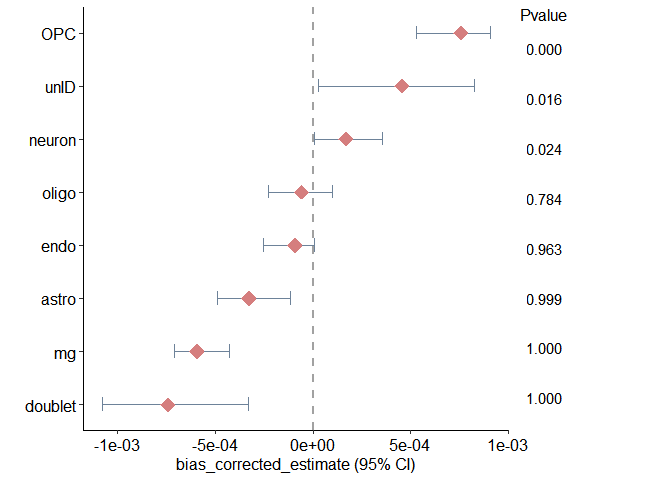 Pvalue
OPC 0.000
unID 0.016
neuron 0.024
oligo 0.784
endo 0.963
astro 0.999
mg 1.000
doublet 1.000
-1e-03 -5e-04 0e+00 5e-04 1e-03
bias_corrected_estimate (95% CI)